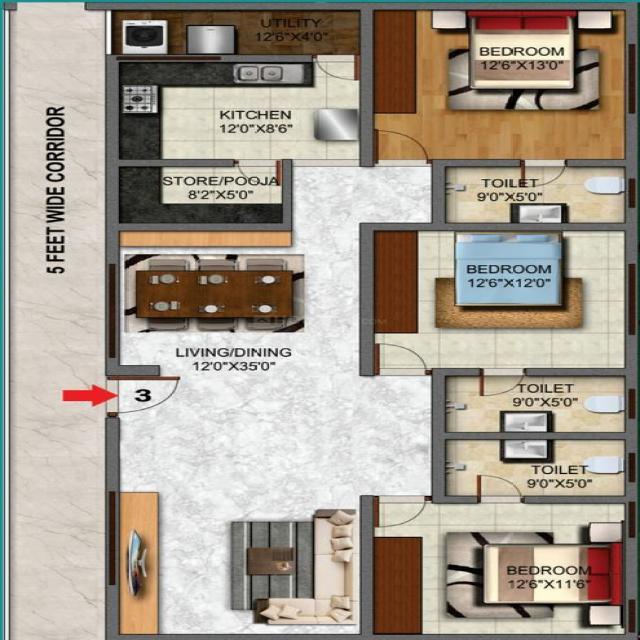 UTILITY
12'6"X4'0"
BEDROOM
12'6"X13'0"
KITCHEN
12'0"X8'6"
5 FEET WIDE CORRIDOR
STORE/POOJA
8'2"X5'0"
TOILET
9'0"X5'0"
BEDROOM
12'6"X12'0"
LIVING/DINING
12'0"X35'0"
3
TOILET
9'0"X5'0"
TOILET
9'0"X5'0"
BEDROOM
12'6"X11'6"